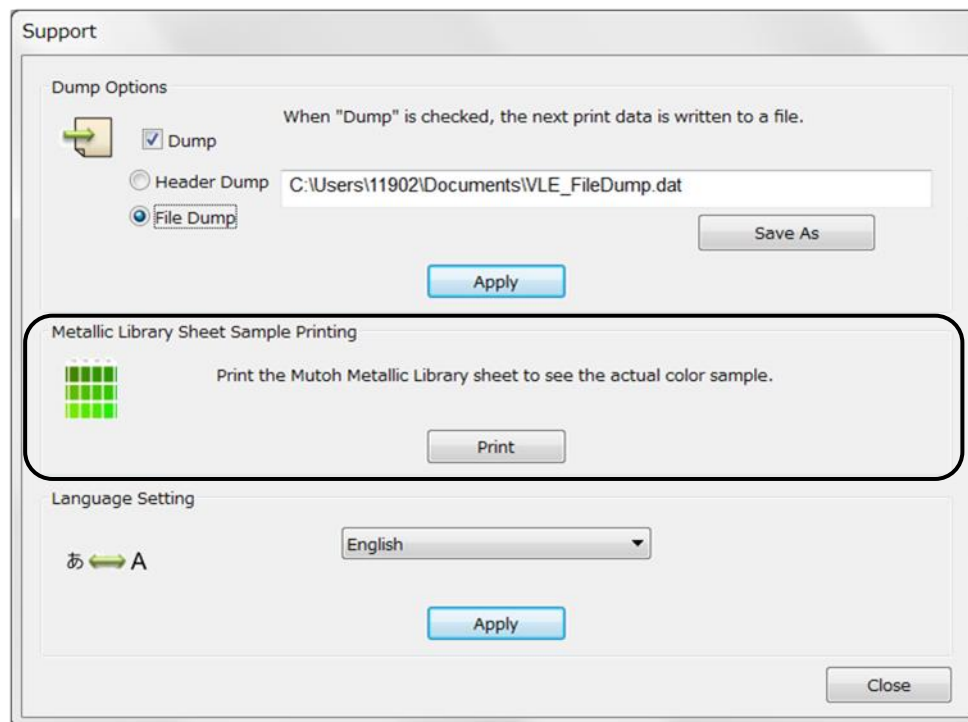 Support
Dump Options
When "Dump" is checked, the next print data is written to a file.
Dump
Header Dump
C:\Users\11902\Documents\VLE_FileDump.dat
File Dump
Save As
Apply
Metallic Library Sheet Sample Printing
Print the Mutoh Metallic Library sheet to see the actual color sample.
Print
Language Setting
English
あ A
Apply
Close